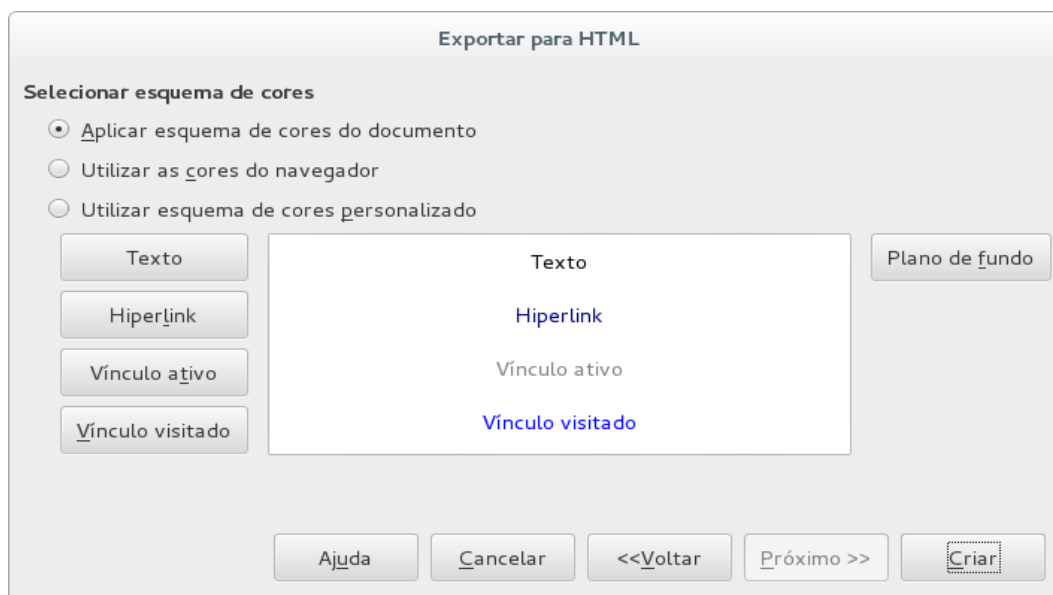 Exportar para HTML
Selecionar esquema de cores
Aplicar esquema de cores do documento
Utilizar as cores do navegador
Utilizar esquema de cores personalizado
Texto
Texto
Plano de fundo
Hiperlink
Hiperlink
Vínculo ativo
Vínculo ativo
Vínculo visitado
Vínculo visitado
Ajuda
Cancelar
<<Voltar
Próximo >>
Criar